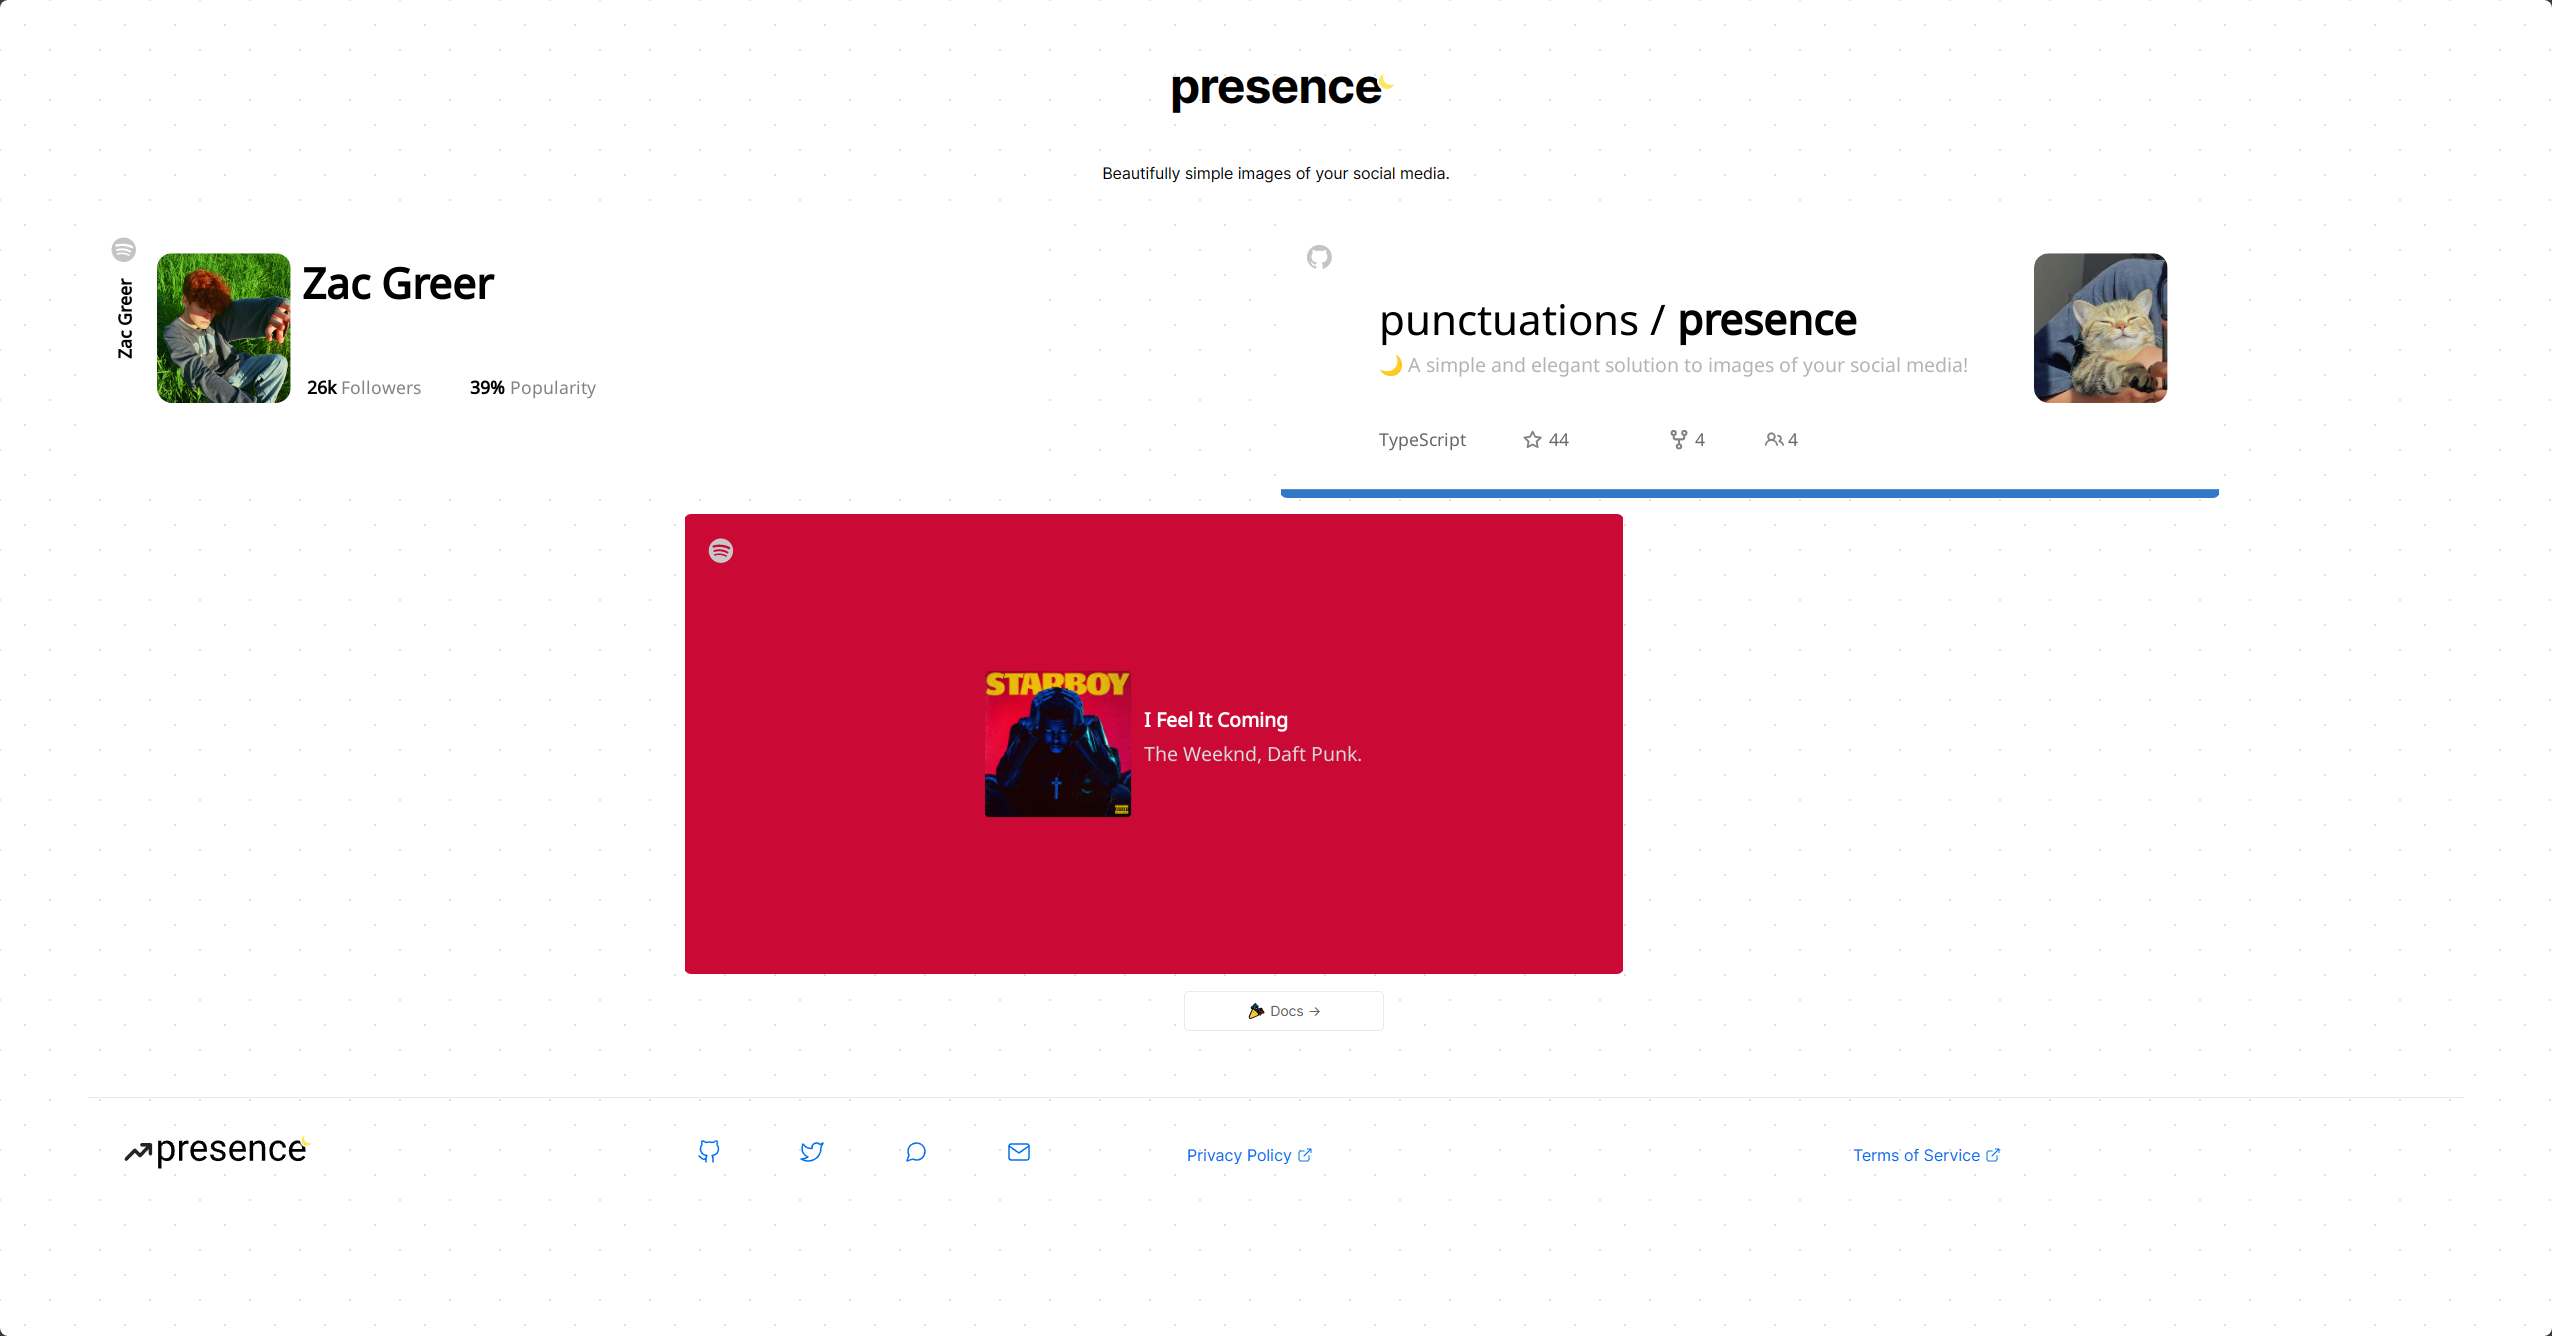 presence
Beautifully simple images of your social media.
Zac Greer
Zac Greer
26k Followers 39% Popularity
punctuations / presence
🌙 A simple and elegant solution to images of your social media!
TypeScript 44 4 4
STARBOY
I Feel It Coming
The Weeknd, Daft Punk.
Docs →
presence
Privacy Policy
Terms of Service